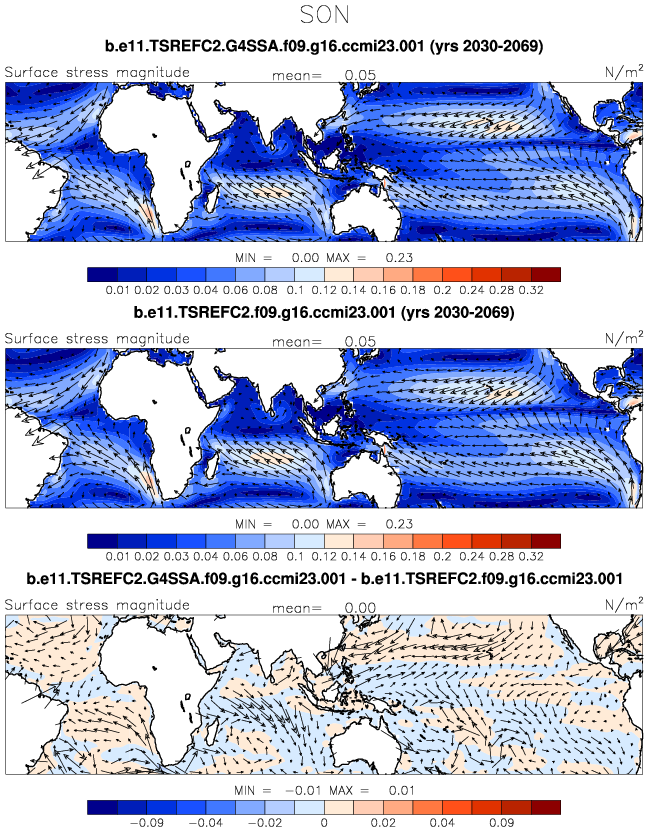 SON
b.e11.TSREFC2.G4SSA.f09.g16.ccmi23.001 (yrs 2030-2069)
Surface stress magnitude mean= 0.05 N/m²
MIN = 0.00 MAX = 0.23
0.01 0.02 0.03 0.04 0.06 0.08 0.1 0.12 0.14 0.16 0.18 0.2 0.24 0.28 0.32
b.e11.TSREFC2.f09.g16.ccmi23.001 (yrs 2030-2069)
Surface stress magnitude mean= 0.05 N/m²
MIN = 0.00 MAX = 0.23
0.01 0.02 0.03 0.04 0.06 0.08 0.1 0.12 0.14 0.16 0.18 0.2 0.24 0.28 0.32
b.e11.TSREFC2.G4SSA.f09.g16.ccmi23.001 - b.e11.TSREFC2.f09.g16.ccmi23.001
Surface stress magnitude mean= 0.00 N/m²
MIN = −0.01 MAX = 0.01
−0.09 −0.04 −0.02 0 0.02 0.04 0.09